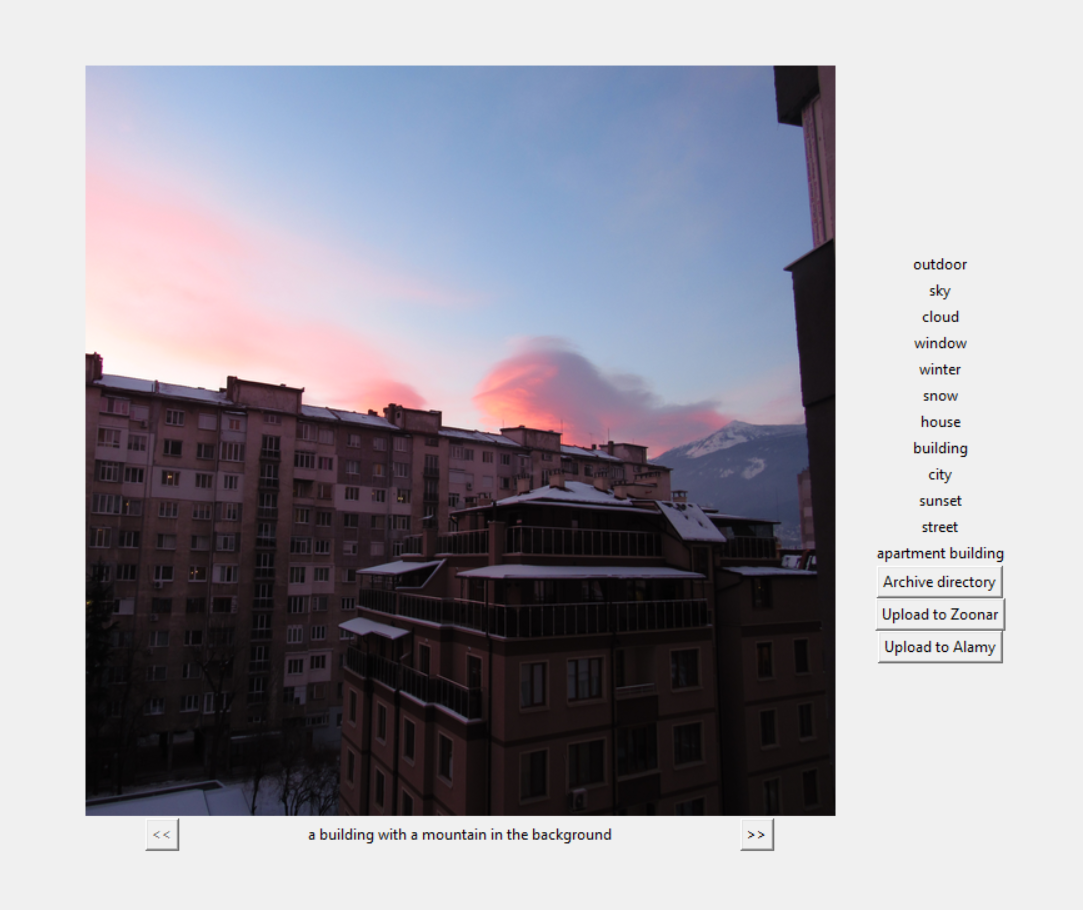 outdoor
sky
cloud
window
winter
snow
house
building
city
sunset
street
apartment building
Archive directory
Upload to Zoonar
Upload to Alamy
<< a building with a mountain in the background >>